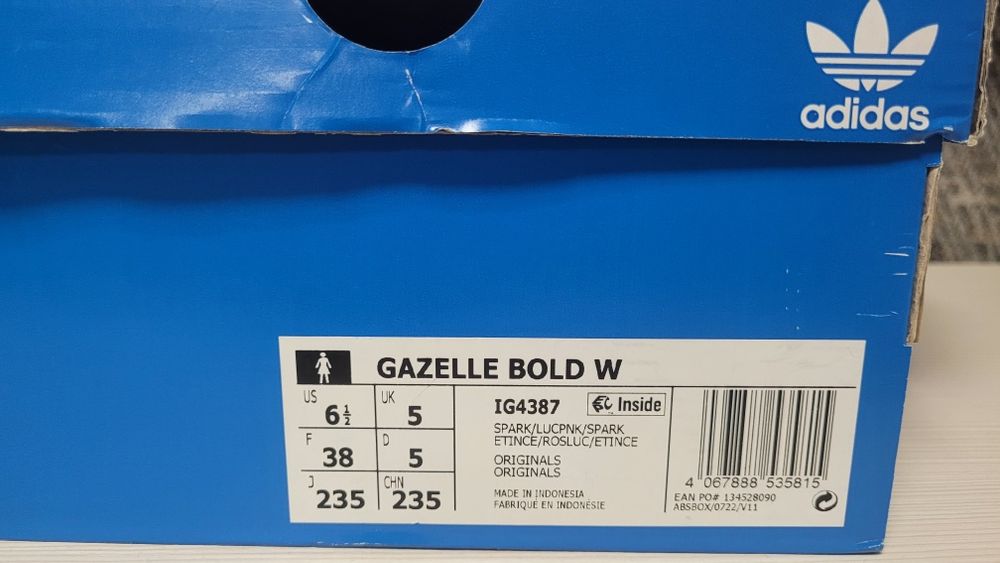 adidas
GAZELLE BOLD W
US 6½ UK 5
F 38 D 5
J 235 CHN 235
IG4387 Inside
SPARK/LUCPNK/SPARK
ETINCE/ROSLUC/ETINCE
ORIGINALS
ORIGINALS
MADE IN INDONESIA
FABRIQUÉ EN INDONÉSIE
4 067888 535815
EAN PO# 134528090
ABSBOX/0722/V11